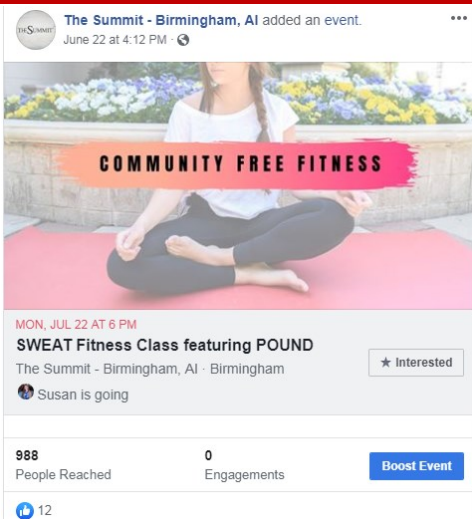 THE SUMMIT
The Summit - Birmingham, Al added an event.
June 22 at 4:12 PM ·
COMMUNITY FREE FITNESS
MON, JUL 22 AT 6 PM
SWEAT Fitness Class featuring POUND
The Summit - Birmingham, Al · Birmingham
★ Interested
Susan is going
988
People Reached
0
Engagements
Boost Event
12